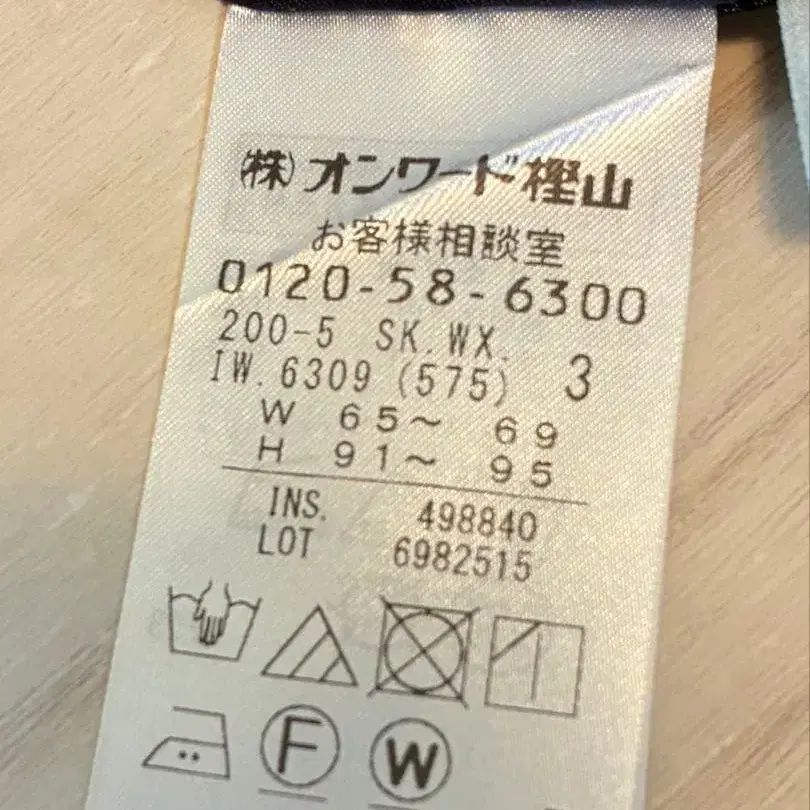 (株)オンワード樫山
お客様相談室
0120-58-6300
200-5 SK.WX. 3
IW.6309 (575)
W 65~ 69
H 91~ 95
INS. 498840
LOT 6982515
F W